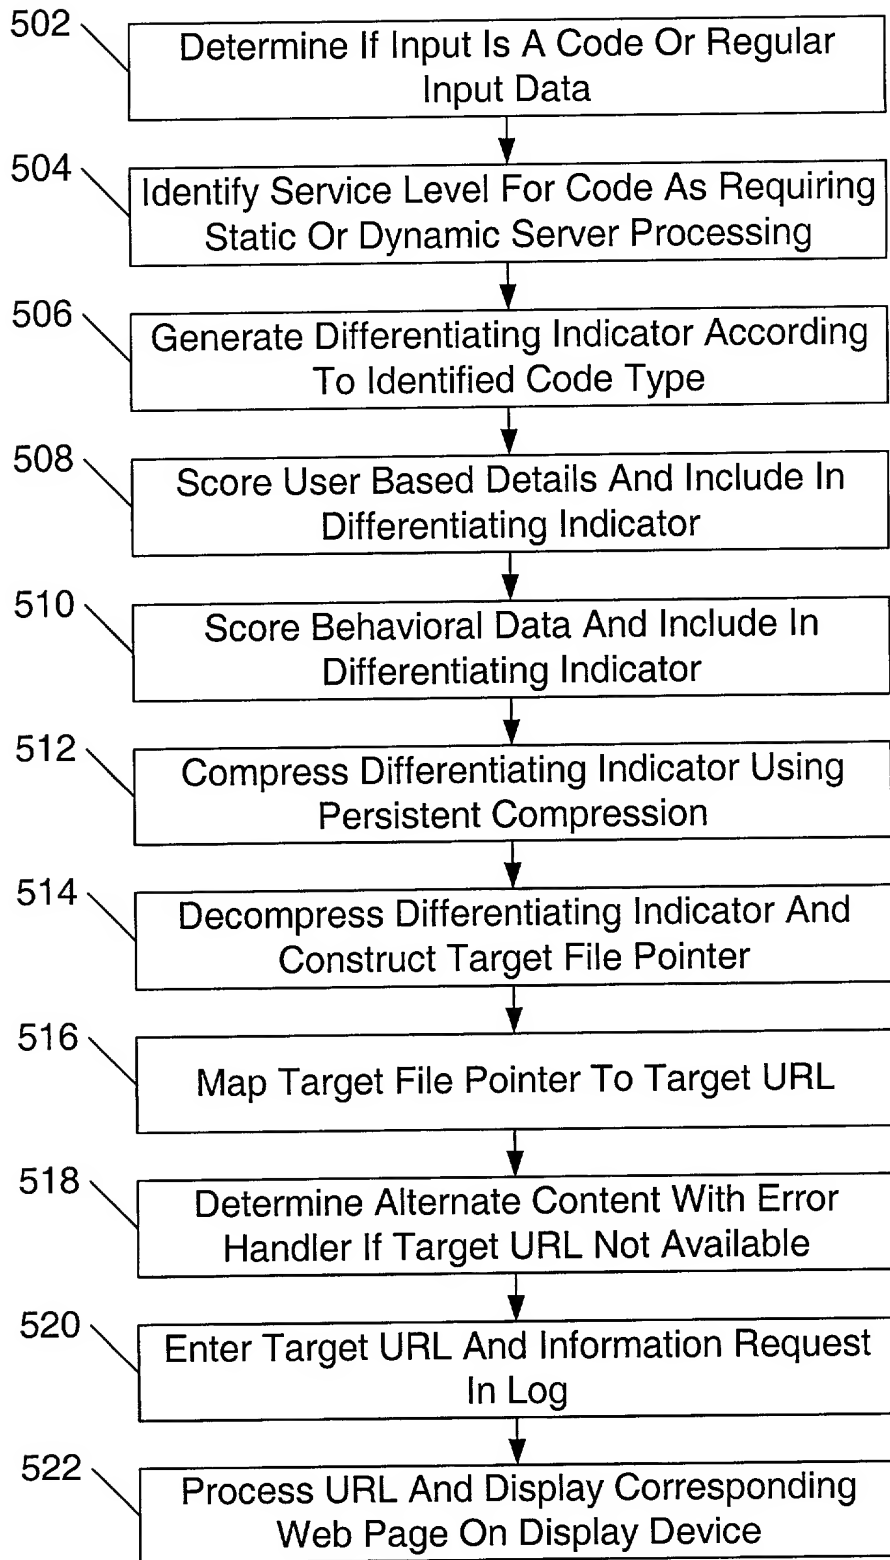 502
Determine If Input Is A Code Or Regular
Input Data
504
Identify Service Level For Code As Requiring
Static Or Dynamic Server Processing
506
Generate Differentiating Indicator According
To Identified Code Type
508
Score User Based Details And Include In
Differentiating Indicator
510
Score Behavioral Data And Include In
Differentiating Indicator
512
Compress Differentiating Indicator Using
Persistent Compression
514
Decompress Differentiating Indicator And
Construct Target File Pointer
516
Map Target File Pointer To Target URL
518
Determine Alternate Content With Error
Handler If Target URL Not Available
520
Enter Target URL And Information Request
In Log
522
Process URL And Display Corresponding
Web Page On Display Device